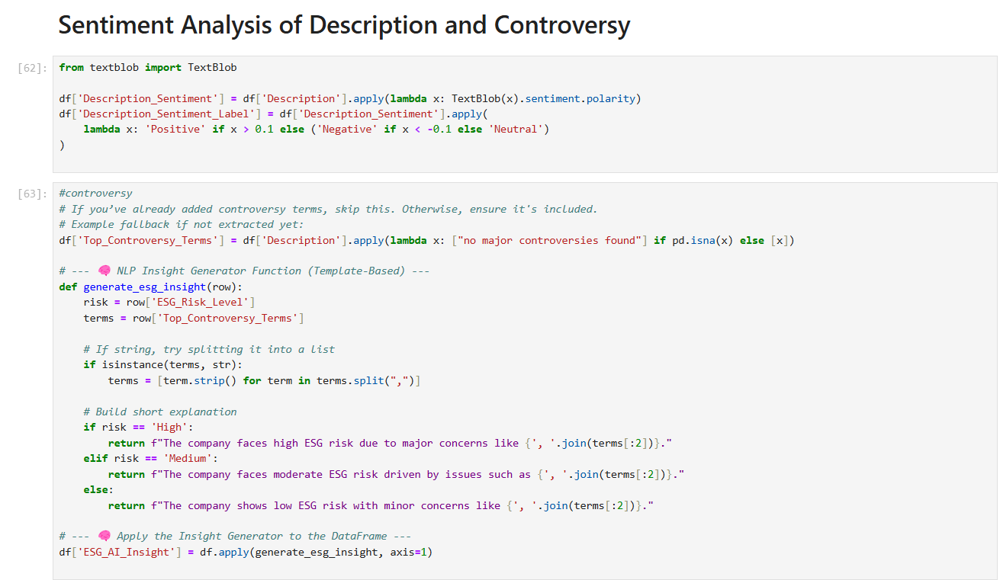 Sentiment Analysis of Description and Controversy
[62]:
from textblob import TextBlob
df['Description_Sentiment'] = df['Description'].apply(lambda x: TextBlob(x).sentiment.polarity)
df['Description_Sentiment_Label'] = df['Description_Sentiment'].apply(
    lambda x: 'Positive' if x > 0.1 else ('Negative' if x < -0.1 else 'Neutral')
)
[63]:
#controversy
# If you’ve already added controversy terms, skip this. Otherwise, ensure it's included.
# Example fallback if not extracted yet:
df['Top_Controversy_Terms'] = df['Description'].apply(lambda x: ["no major controversies found"] if pd.isna(x) else [x])
# --- 🧠 NLP Insight Generator Function (Template-Based) ---
def generate_esg_insight(row):
    risk = row['ESG_Risk_Level']
    terms = row['Top_Controversy_Terms']
    # If string, try splitting it into a list
    if isinstance(terms, str):
        terms = [term.strip() for term in terms.split(",")]
    # Build short explanation
    if risk == 'High':
        return f"The company faces high ESG risk due to major concerns like {', '.join(terms[:2])}."
    elif risk == 'Medium':
        return f"The company faces moderate ESG risk driven by issues such as {', '.join(terms[:2])}."
    else:
        return f"The company shows low ESG risk with minor concerns like {', '.join(terms[:2])}."
# --- 🧠 Apply the Insight Generator to the DataFrame ---
df['ESG_AI_Insight'] = df.apply(generate_esg_insight, axis=1)